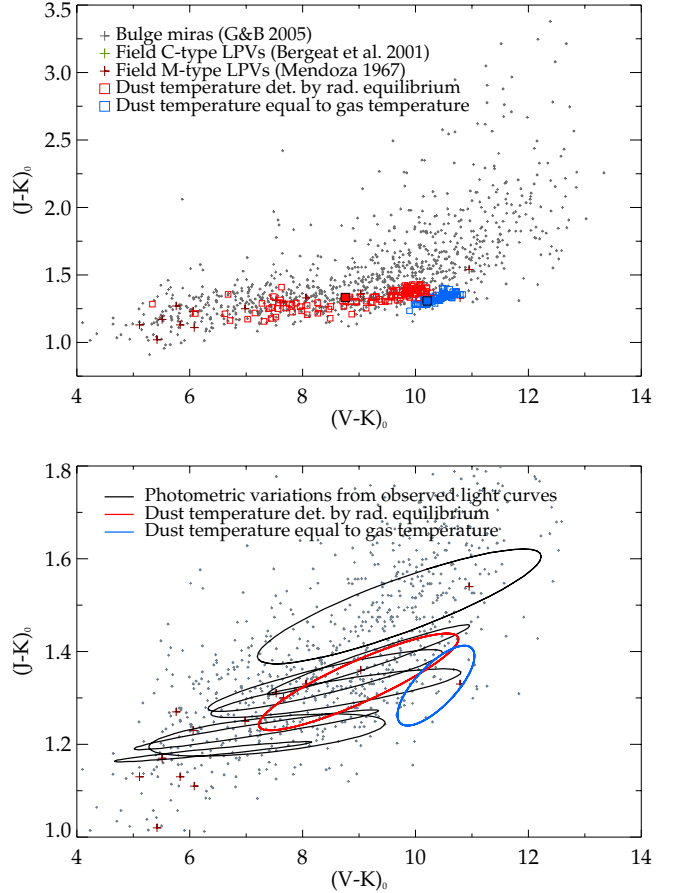 3.5
3.0
2.5
2.0
1.5
1.0
(J-K)₀
+ Bulge miras (G&B 2005)
+ Field C-type LPVs (Bergeat et al. 2001)
+ Field M-type LPVs (Mendoza 1967)
Dust temperature det. by rad. equilibrium
Dust temperature equal to gas temperature
4 6 8 10 12 14
(V-K)₀
1.8
1.6
1.4
1.2
1.0
(J-K)₀
Photometric variations from observed light curves
Dust temperature det. by rad. equilibrium
Dust temperature equal to gas temperature
4 6 8 10 12 14
(V-K)₀